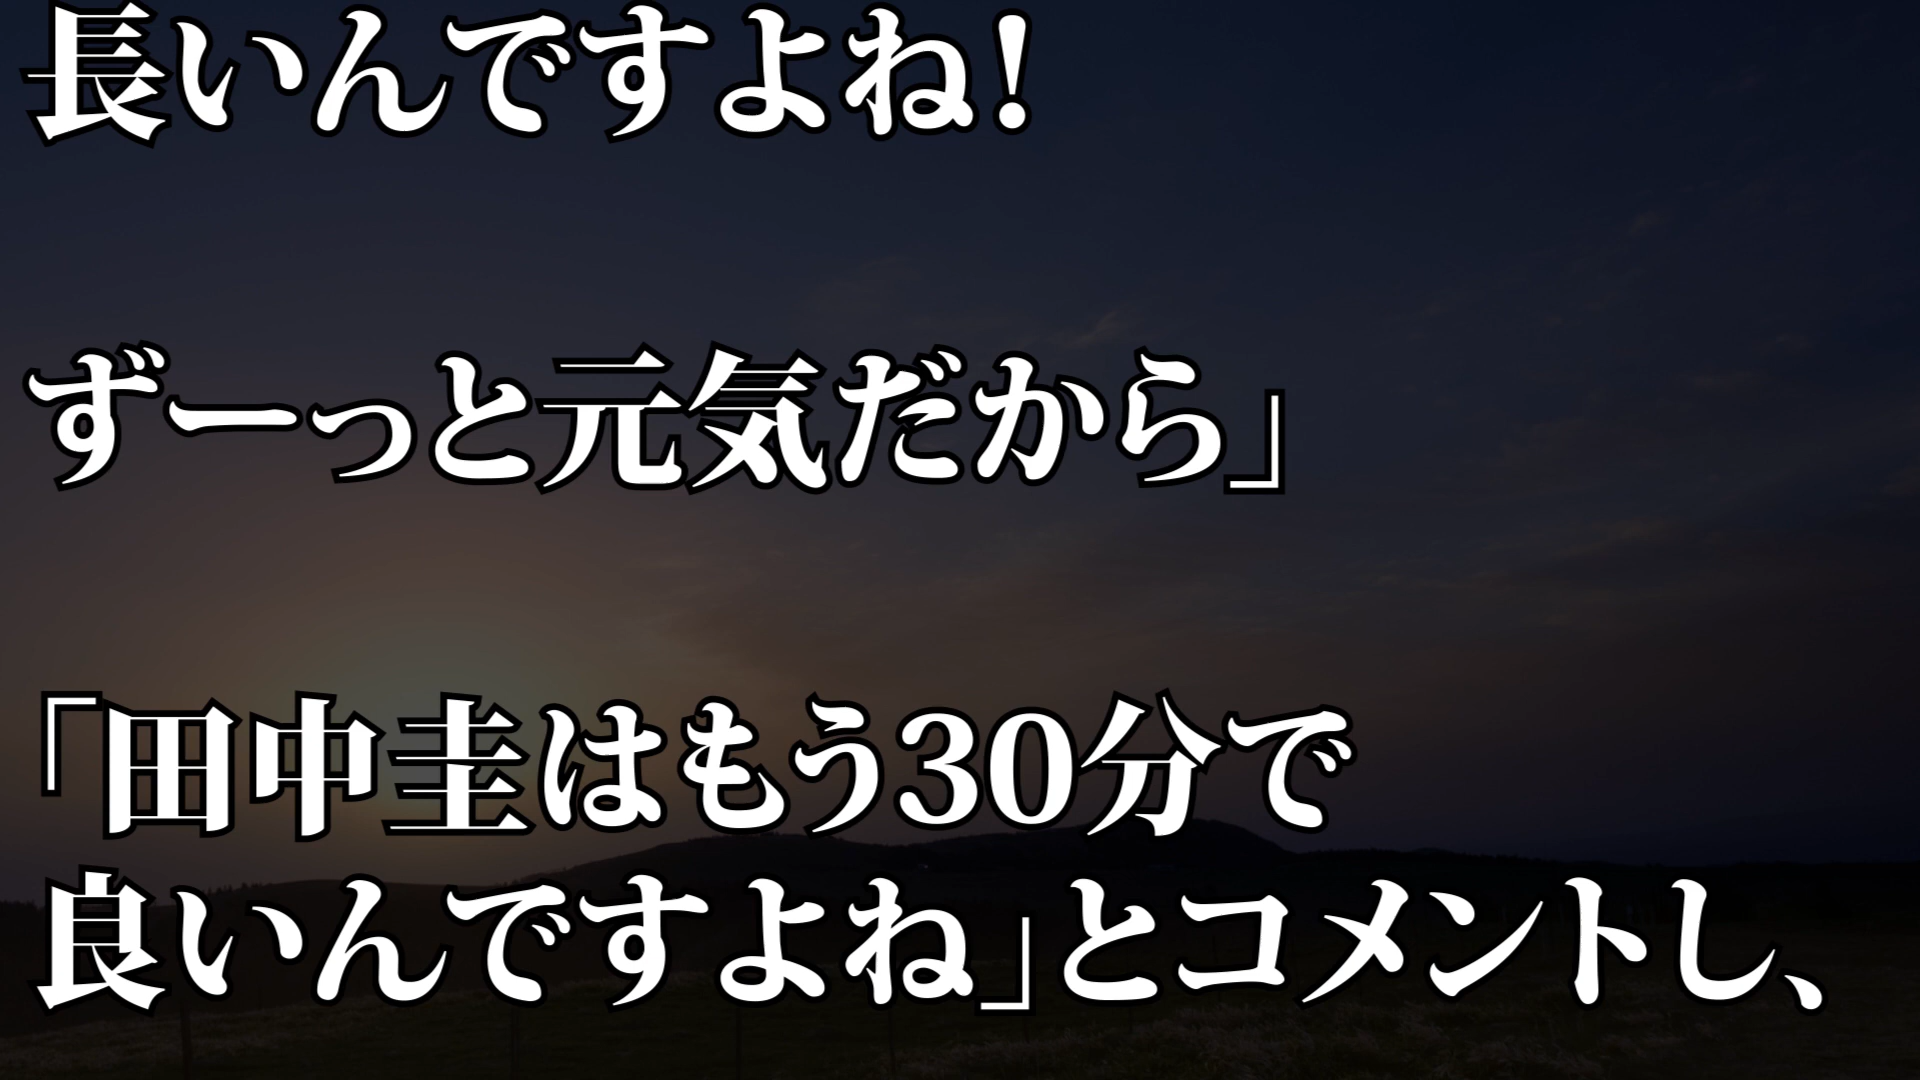 長いんですよね！
ずーっと元気だから」
「田中圭はもう30分で
良いんですよね」とコメントし、